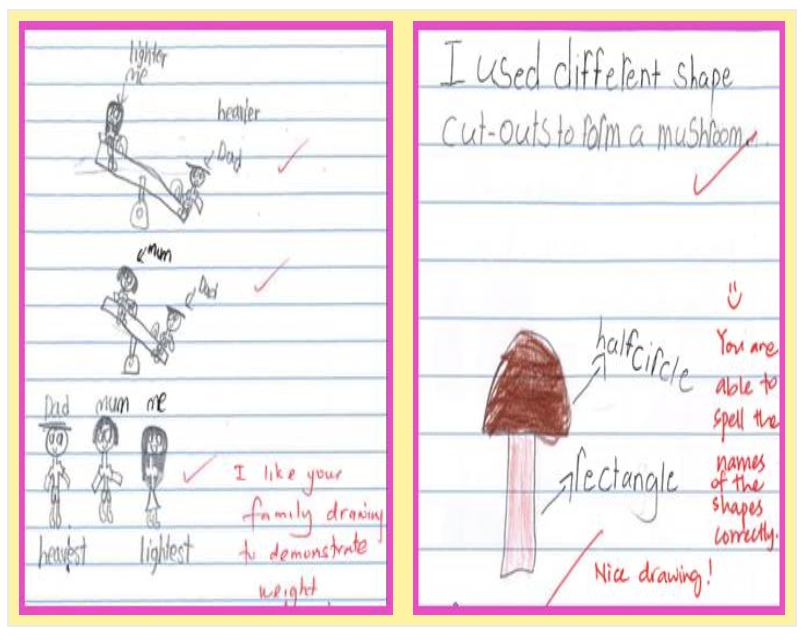 lighter
me
heavier
Dad
mum
Dad
Dad mum me
heaviest lightest
I like your
family drawing
to demonstrate
weight
I used different shape
cut-outs to form a mushroom.
half circle
rectangle
You are
able to
spell the
names
of the
shapes
correctly.
Nice drawing!